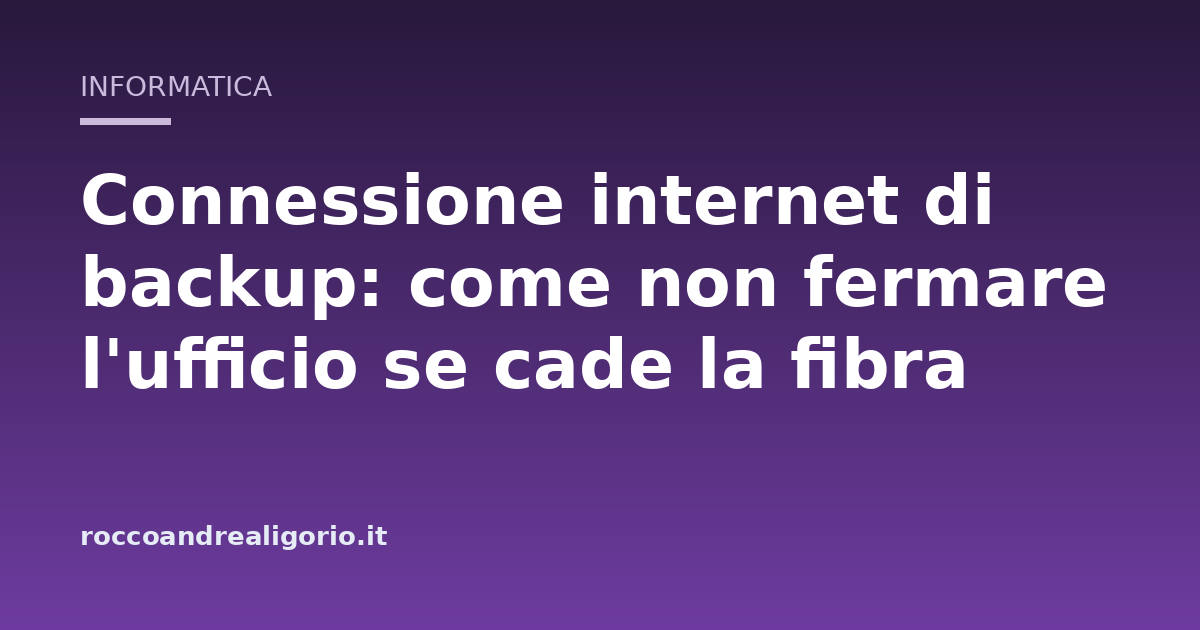 INFORMATICA
Connessione internet di
backup: come non fermare
l'ufficio se cade la fibra
roccoandrealigorio.it